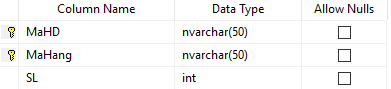 Column Name Data Type Allow Nulls
MaHD nvarchar(50)
MaHang nvarchar(50)
SL int